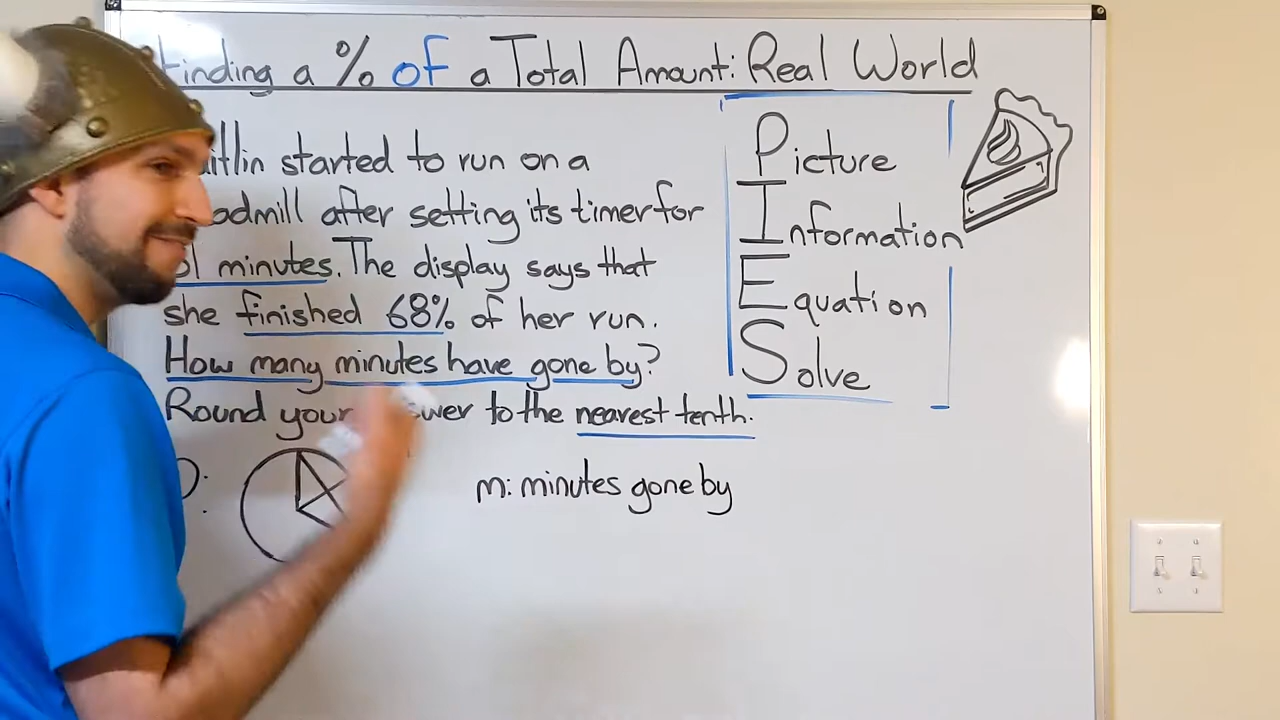 Finding a % of a Total Amount: Real World
started to run on a
after setting its timer for
minutes. The display says that
she finished 68% of her run.
How many minutes have gone by?
Round your to the nearest tenth.
Picture
Information
Equation
Solve
m: minutes gone by